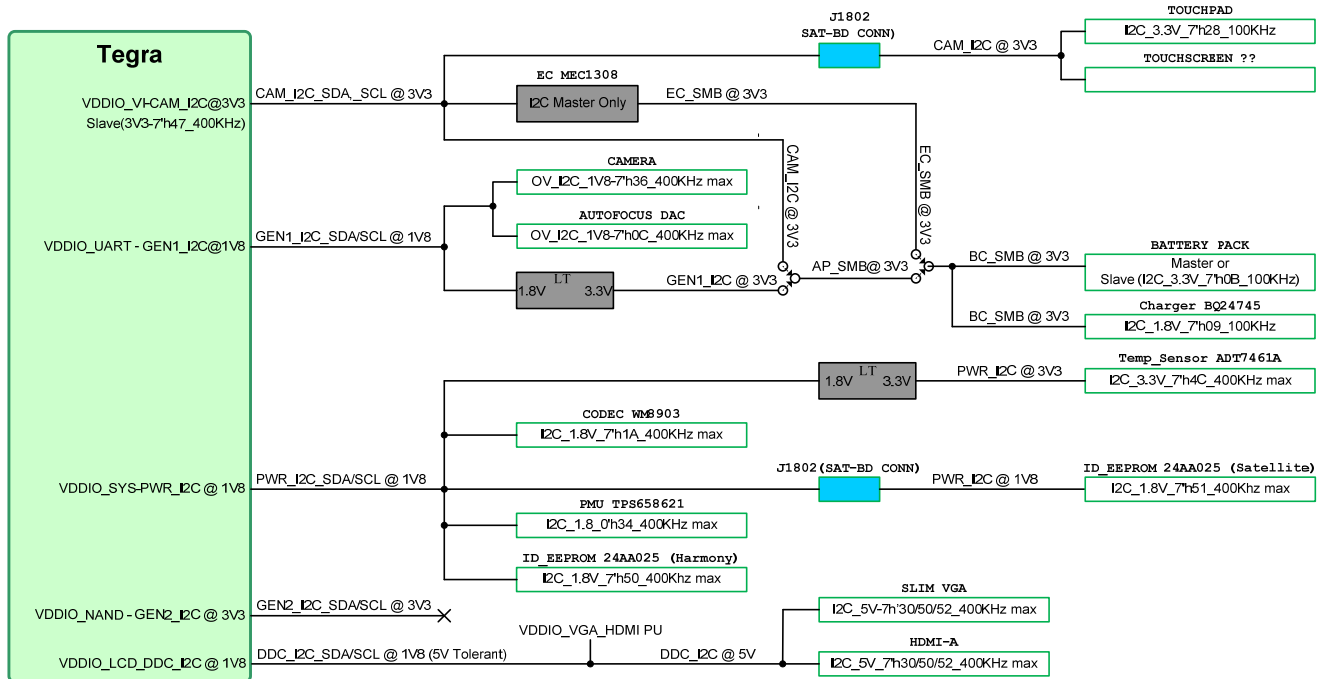 Tegra
VDDIO_VI-CAM_I2C@3V3
Slave(3V3-7'h47_400KHz)
CAM_I2C_SDA,_SCL @ 3V3
J1802
SAT-BD CONN)
CAM_I2C @ 3V3
TOUCHPAD
I2C_3.3V_7'h28_100KHz
TOUCHSCREEN ??
EC MEC1308
I2C Master Only
EC_SMB @ 3V3
CAM_I2C @ 3V3
EC_SMB @ 3V3
CAMERA
OV_I2C_1V8-7'h36_400KHz max
AUTOFOCUS DAC
OV_I2C_1V8-7'h0C_400KHz max
VDDIO_UART - GEN1_I2C@1V8
GEN1_I2C_SDA/SCL @ 1V8
LT
1.8V 3.3V
GEN1_I2C @ 3V3
AP_SMB@ 3V3
BC_SMB @ 3V3
BATTERY PACK
Master or
Slave (I2C_3.3V_7'h0B_100KHz)
BC_SMB @ 3V3
Charger BQ24745
I2C_1.8V_7'h09_100KHz
LT
1.8V 3.3V
PWR_I2C @ 3V3
Temp_Sensor ADT7461A
I2C_3.3V_7'h4C_400KHz max
CODEC WM8903
I2C_1.8V_7'h1A_400KHz max
VDDIO_SYS-PWR_I2C @ 1V8
PWR_I2C_SDA/SCL @ 1V8
J1802(SAT-BD CONN)
PWR_I2C @ 1V8
ID_EEPROM 24AA025 (Satellite)
I2C_1.8V_7'h51_400Khz max
PMU TPS658621
I2C_1.8_0'h34_400KHz max
ID_EEPROM 24AA025 (Harmony)
I2C_1.8V_7'h50_400Khz max
VDDIO_NAND - GEN2_I2C @ 3V3
GEN2_I2C_SDA/SCL @ 3V3
SLIM VGA
I2C_5V-7h'30/50/52_400KHz max
VDDIO_VGA_HDMI PU
VDDIO_LCD_DDC_I2C @ 1V8
DDC_I2C_SDA/SCL @ 1V8 (5V Tolerant)
DDC_I2C @ 5V
HDMI-A
I2C_5V_7'h30/50/52_400KHz max